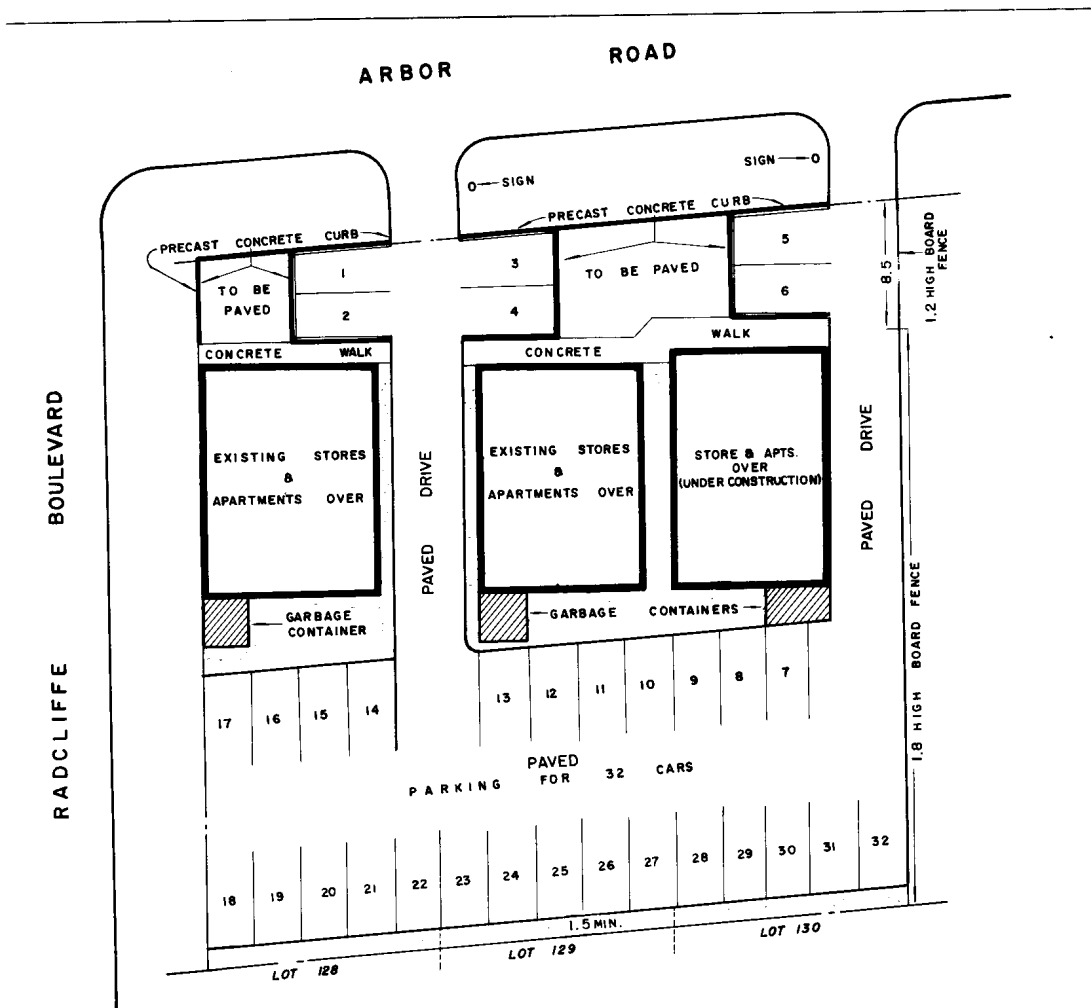 ARBOR ROAD
SIGN
SIGN
PRECAST CONCRETE CURB
PRECAST CONCRETE CURB
1
3
5
TO BE
PAVED
TO BE PAVED
2
4
6
8.5
1.2 HIGH BOARD
FENCE
CONCRETE WALK
CONCRETE WALK
RADCLIFFE BOULEVARD
EXISTING STORES
&
APARTMENTS OVER
PAVED DRIVE
EXISTING STORES
&
APARTMENTS OVER
STORE & APTS.
OVER
(UNDER CONSTRUCTION)
PAVED DRIVE
GARBAGE
CONTAINER
GARBAGE CONTAINERS
1.8 HIGH BOARD FENCE
17 16 15 14 13 12 11 10 9 8 7
PAVED
PARKING FOR 32 CARS
18 19 20 21 22 23 24 25 26 27 28 29 30 31 32
1.5 MIN.
LOT 128 LOT 129 LOT 130